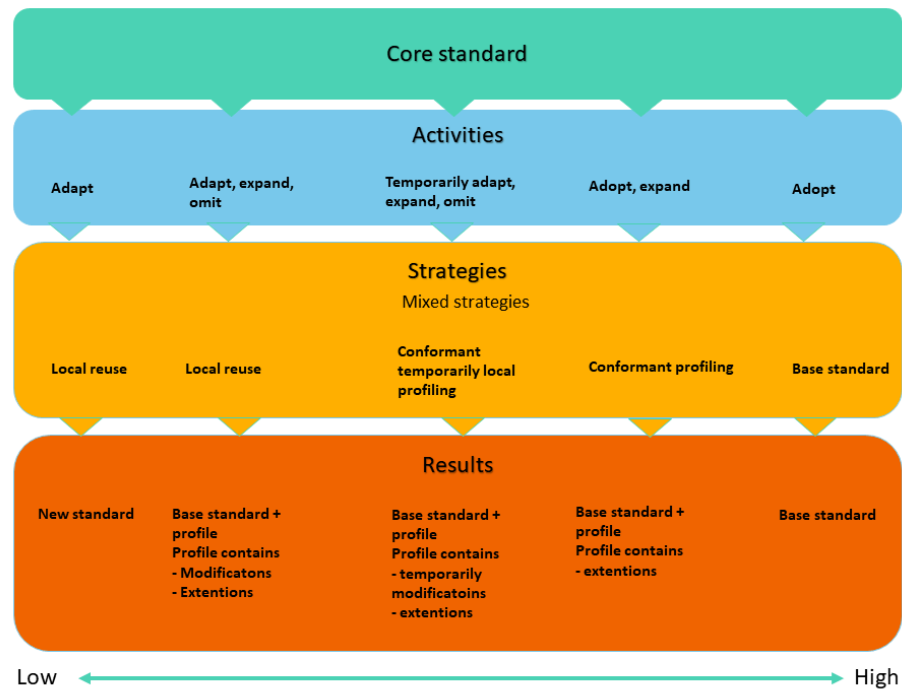 Core standard
Activities
Adapt
Adapt, expand,
omit
Temporarily adapt,
expand, omit
Adopt, expand
Adopt
Strategies
Mixed strategies
Local reuse
Local reuse
Conformant
temporarily local
profiling
Conformant profiling
Base standard
Results
New standard
Base standard +
profile
Profile contains
- Modificatons
- Extentions
Base standard +
profile
Profile contains
- temporarily
modificatoins
- extentions
Base standard +
profile
Profile contains
- extentions
Base standard
Low
High